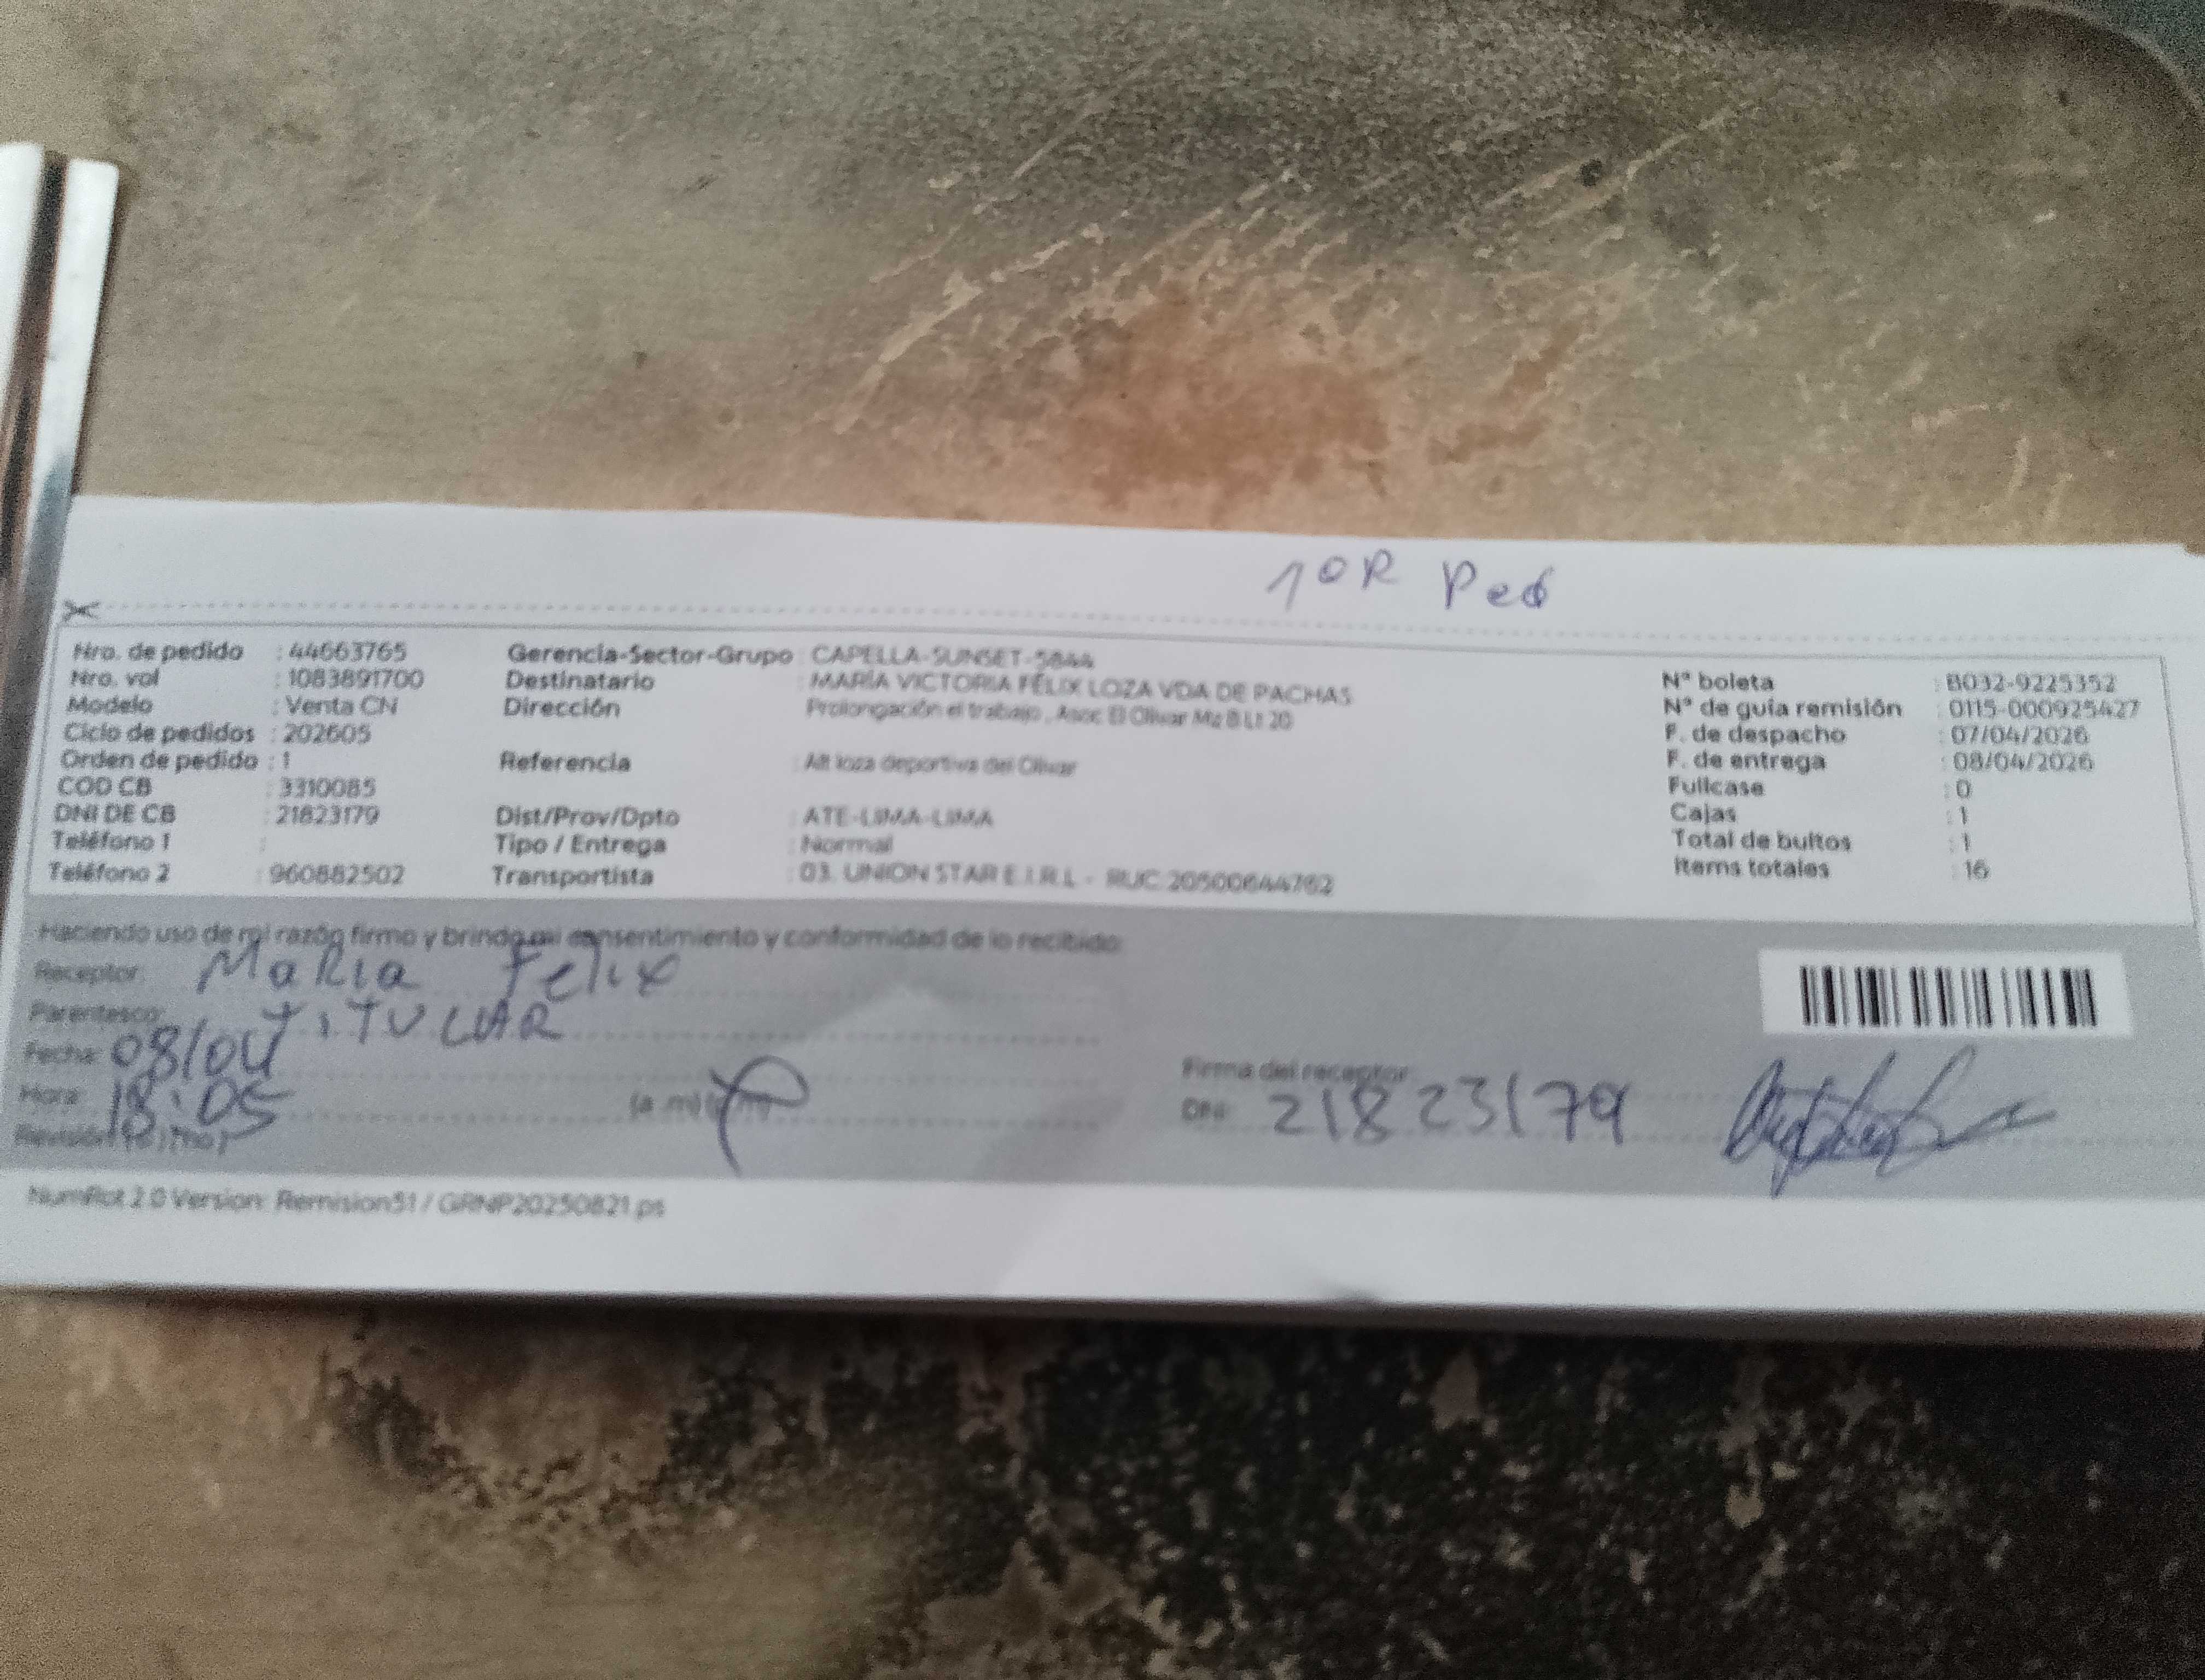 1OR Ped
Nro. de pedido : 44663765 Gerencia-Sector-Grupo : CAPELLA-SUNSET-5844
Nro. vol : 1083891700 Destinatario : MARÍA VICTORIA FÉLIX LOZA VDA DE PACHAS Nº boleta : B032-9225352
Modelo : Venta CN Dirección : Prolongación el trabajo , Asoc El Olivar Mz B Lt 20 Nº de guía remisión : 0115-000925427
Ciclo de pedidos : 202605 F. de despacho : 07/04/2026
Orden de pedido : 1 Referencia : Alt loza deportiva del Olivar F. de entrega : 08/04/2026
COD CB : 3310085 Fullcase : 0
DNI DE CB : 21823179 Dist/Prov/Dpto : ATE-LIMA-LIMA Cajas : 1
Teléfono 1 : Tipo / Entrega : Normal Total de bultos : 1
Teléfono 2 : 960882502 Transportista : 03. UNION STAR E.I.R.L - RUC:20500644762 Items totales : 16
Haciendo uso de mi razón firmo y brindo mi consentimiento y conformidad de lo recibido:
Receptor: MaRIa Felix
Parentesco: TITULAR
Fecha: 08/04 Firma del receptor:
Hora: 18:05 (a.m) DNI: 21823179
Revisión
NumRot 2.0 Version: Remision51 / GRNP20250821.ps